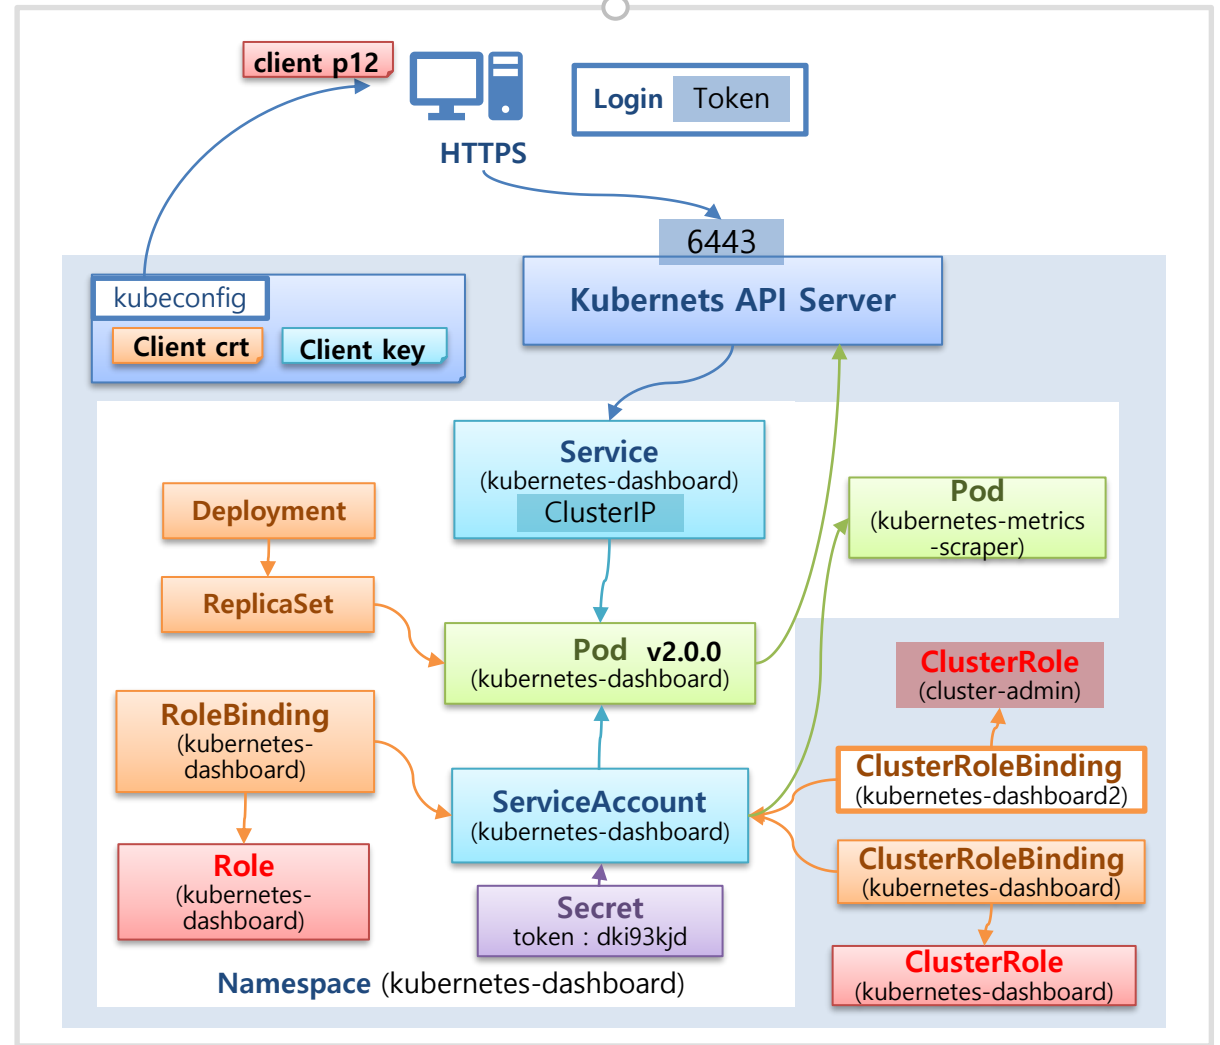 client p12
Login Token
HTTPS
6443
Kubernets API Server
kubeconfig
Client crt
Client key
Service
(kubernetes-dashboard)
ClusterIP
Pod
(kubernetes-metrics
-scraper)
Deployment
ReplicaSet
Pod v2.0.0
(kubernetes-dashboard)
ClusterRole
(cluster-admin)
RoleBinding
(kubernetes-
dashboard)
ServiceAccount
(kubernetes-dashboard)
ClusterRoleBinding
(kubernetes-dashboard2)
Role
(kubernetes-
dashboard)
ClusterRoleBinding
(kubernetes-dashboard)
Secret
token : dki93kjd
ClusterRole
(kubernetes-dashboard)
Namespace (kubernetes-dashboard)